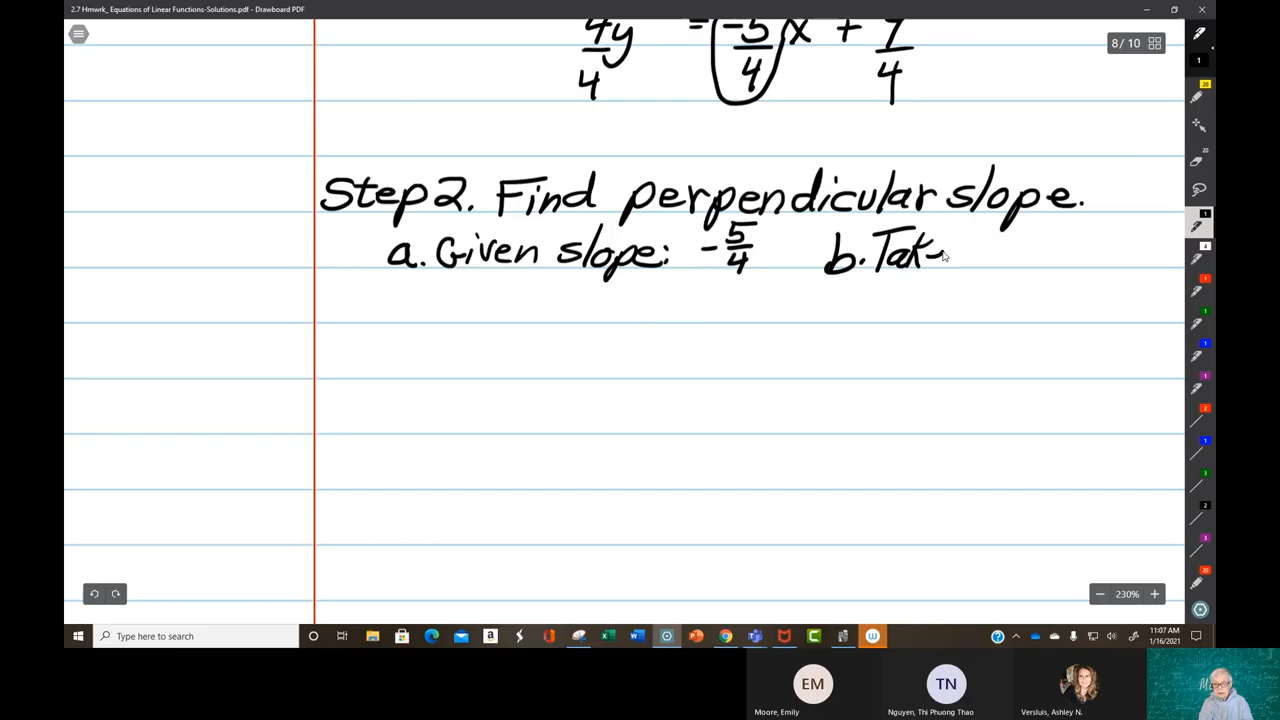 2.7 Hmwrk_ Equations of Linear Functions-Solutions.pdf - Drawboard PDF
8 / 10
4y = -5 x + 7
4 4 4
Step 2. Find perpendicular slope.
a. Given slope: -5/4 b. Take
230%
Type here to search
11:07 AM
1/16/2021
EM
TN
Moore, Emily
Nguyen, Thi Phuong Thao
Versluis, Ashley N.